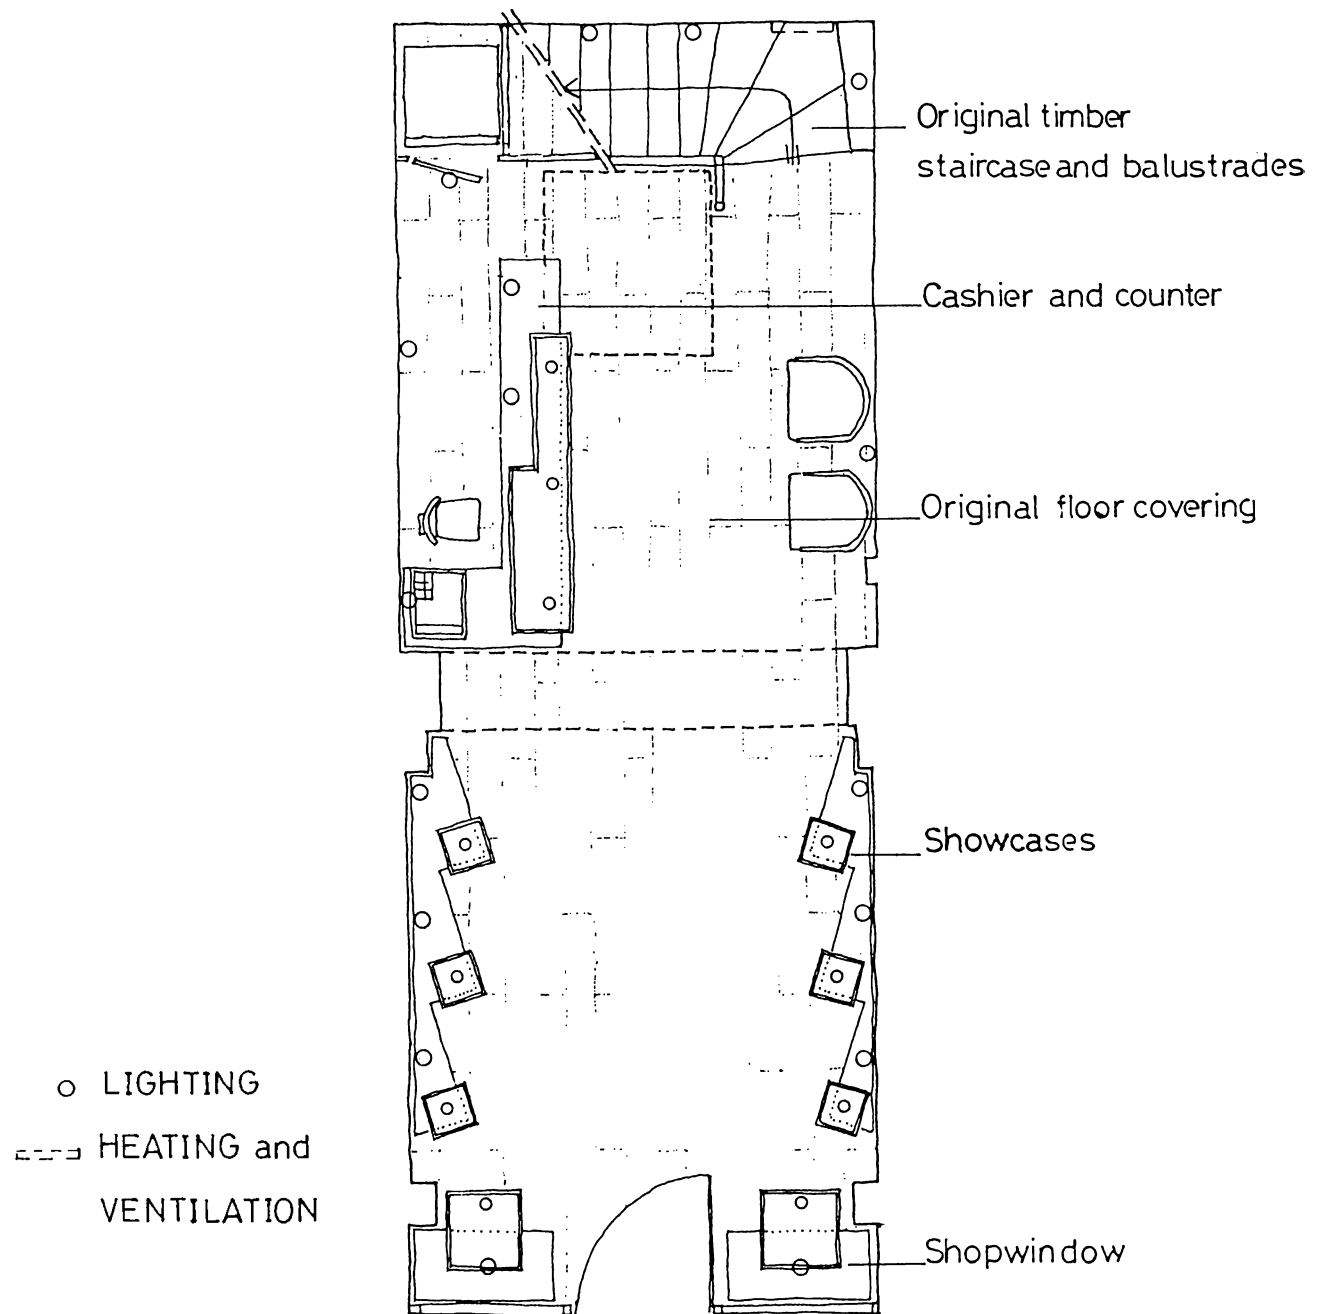 Original timber
staircase and balustrades
Cashier and counter
Original floor covering
Showcases
LIGHTING
HEATING and
VENTILATION
Shopwindow